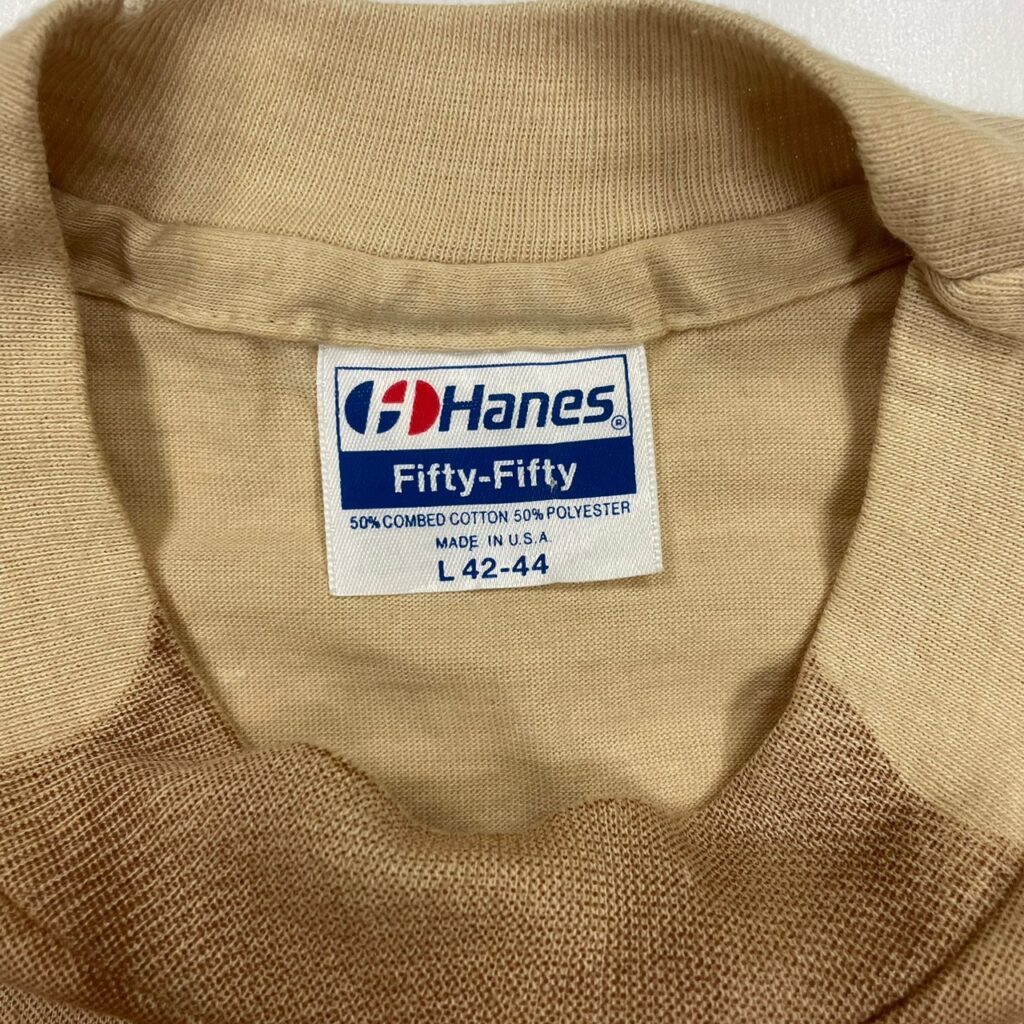 Hanes®
Fifty-Fifty
50% COMBED COTTON 50% POLYESTER
MADE IN U.S.A.
L 42-44